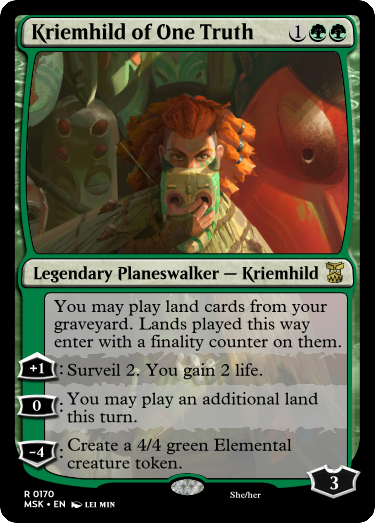 Kriemhild of One Truth 1
Legendary Planeswalker — Kriemhild
You may play land cards from your
graveyard. Lands played this way
enter with a finality counter on them.
+1: Surveil 2. You gain 2 life.
0: You may play an additional land
this turn.
-4: Create a 4/4 green Elemental
creature token.
3
R 0170
MSK • EN LEI MIN
She/her